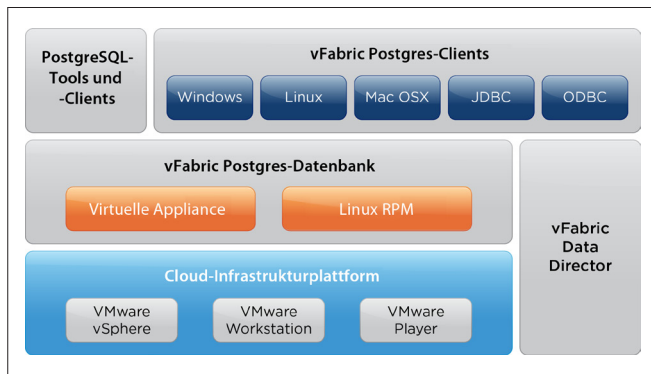 PostgreSQL-
Tools und
-Clients
vFabric Postgres-Clients
Windows
Linux
Mac OSX
JDBC
ODBC
vFabric Postgres-Datenbank
Virtuelle Appliance
Linux RPM
vFabric
Data
Director
Cloud-Infrastrukturplattform
VMware
vSphere
VMware
Workstation
VMware
Player